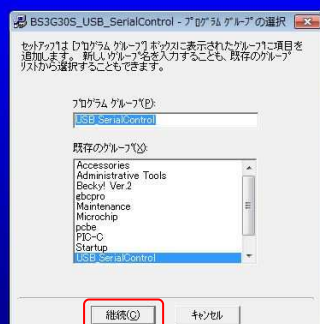 BS3G30S_USB_SerialControl - ﾌﾟﾛｸﾞﾗﾑ ｸﾞﾙｰﾌﾟの選択
ｾｯﾄｱｯﾌﾟは [ﾌﾟﾛｸﾞﾗﾑ ｸﾞﾙｰﾌﾟ] ﾎﾞｯｸｽに表示されたｸﾞﾙｰﾌﾟに項目を
追加します。 新しいｸﾞﾙｰﾌﾟ名を入力することも、既存のｸﾞﾙｰﾌﾟ
ﾘｽﾄから選択することもできます。
ﾌﾟﾛｸﾞﾗﾑ ｸﾞﾙｰﾌﾟ(P):
USB_SerialControl
既存のｸﾞﾙｰﾌﾟ(X):
Accessories
Administrative Tools
Becky! Ver.2
gbcpro
Maintenance
Microchip
pcbe
PIC-C
Startup
USB_SerialControl
継続(C)
ｷｬﾝｾﾙ